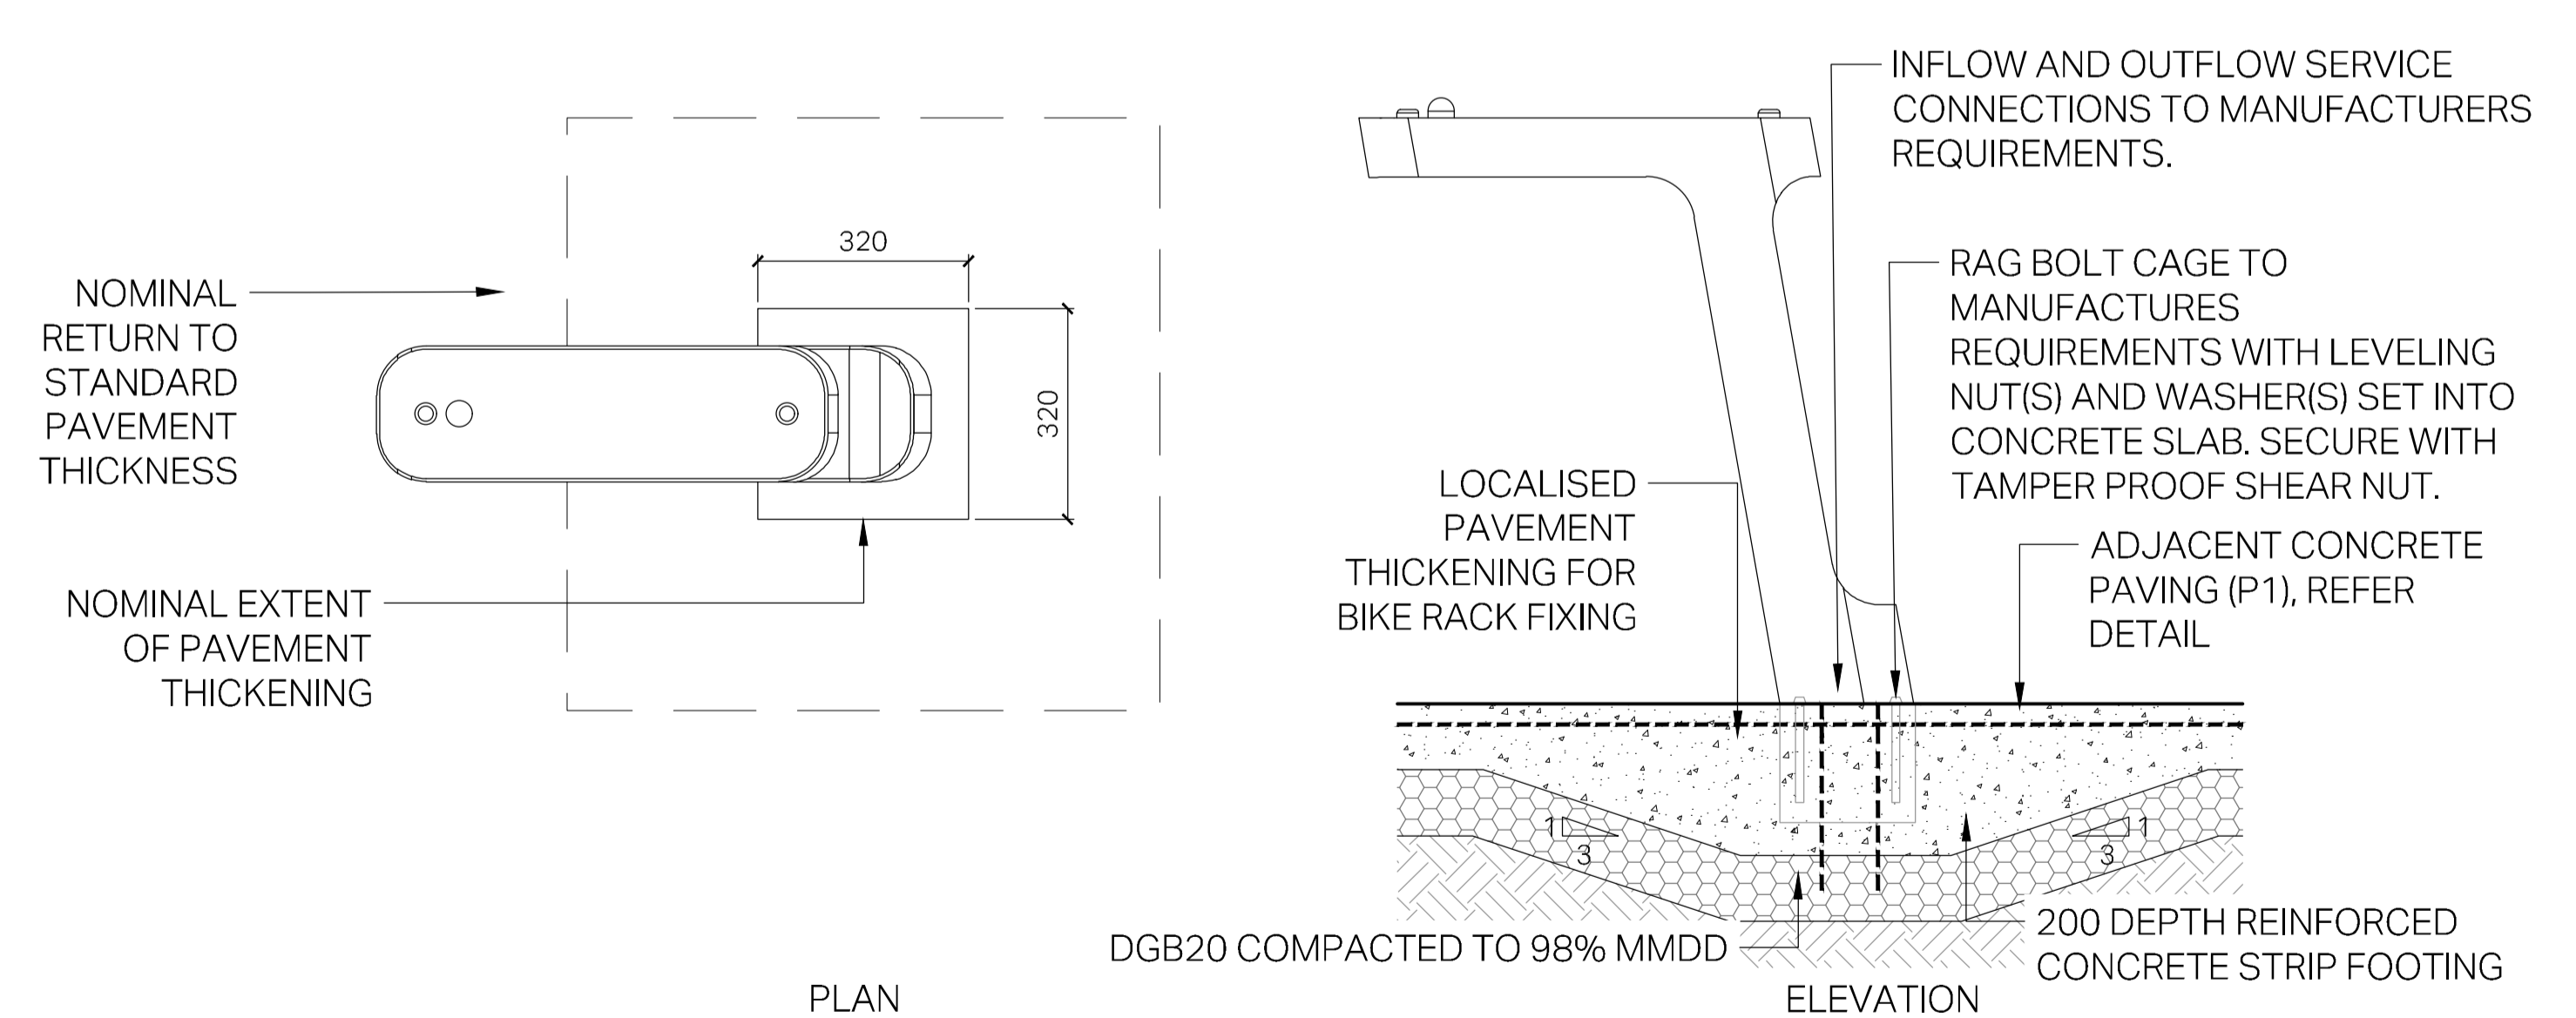 INFLOW AND OUTFLOW SERVICE
CONNECTIONS TO MANUFACTURERS
REQUIREMENTS.
320
NOMINAL
RETURN TO
STANDARD
PAVEMENT
THICKNESS
320
NOMINAL EXTENT
OF PAVEMENT
THICKENING
RAG BOLT CAGE TO
MANUFACTURES
REQUIREMENTS WITH LEVELING
NUT(S) AND WASHER(S) SET INTO
CONCRETE SLAB. SECURE WITH
TAMPER PROOF SHEAR NUT.
LOCALISED
PAVEMENT
THICKENING FOR
BIKE RACK FIXING
ADJACENT CONCRETE
PAVING (P1), REFER
DETAIL
1
3
1
3
DGB20 COMPACTED TO 98% MMDD
200 DEPTH REINFORCED
CONCRETE STRIP FOOTING
PLAN
ELEVATION